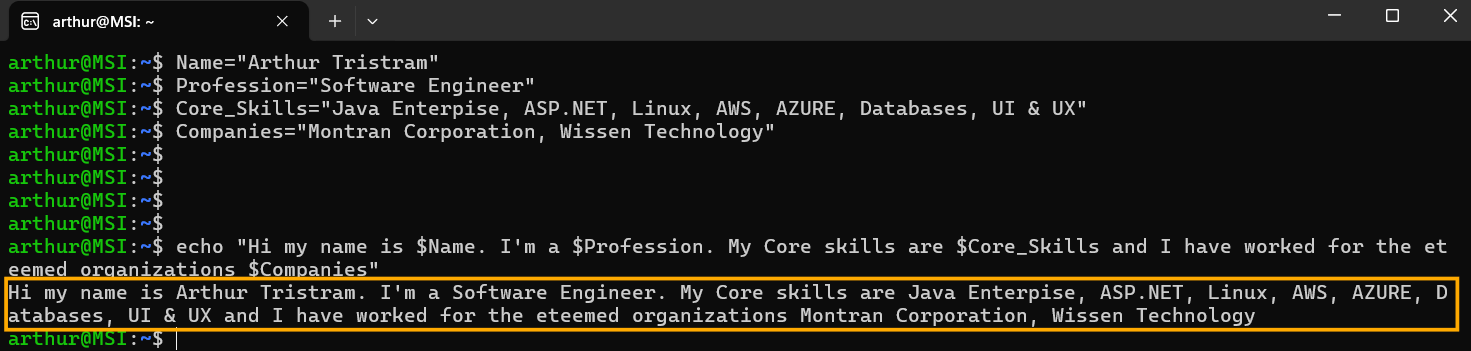 arthur@MSI: ~
arthur@MSI:~$ Name="Arthur Tristram"
arthur@MSI:~$ Profession="Software Engineer"
arthur@MSI:~$ Core_Skills="Java Enterpise, ASP.NET, Linux, AWS, AZURE, Databases, UI & UX"
arthur@MSI:~$ Companies="Montran Corporation, Wissen Technology"
arthur@MSI:~$
arthur@MSI:~$
arthur@MSI:~$
arthur@MSI:~$
arthur@MSI:~$ echo "Hi my name is $Name. I'm a $Profession. My Core skills are $Core_Skills and I have worked for the et
eemed organizations $Companies"
Hi my name is Arthur Tristram. I'm a Software Engineer. My Core skills are Java Enterpise, ASP.NET, Linux, AWS, AZURE, D
atabases, UI & UX and I have worked for the eteemed organizations Montran Corporation, Wissen Technology
arthur@MSI:~$